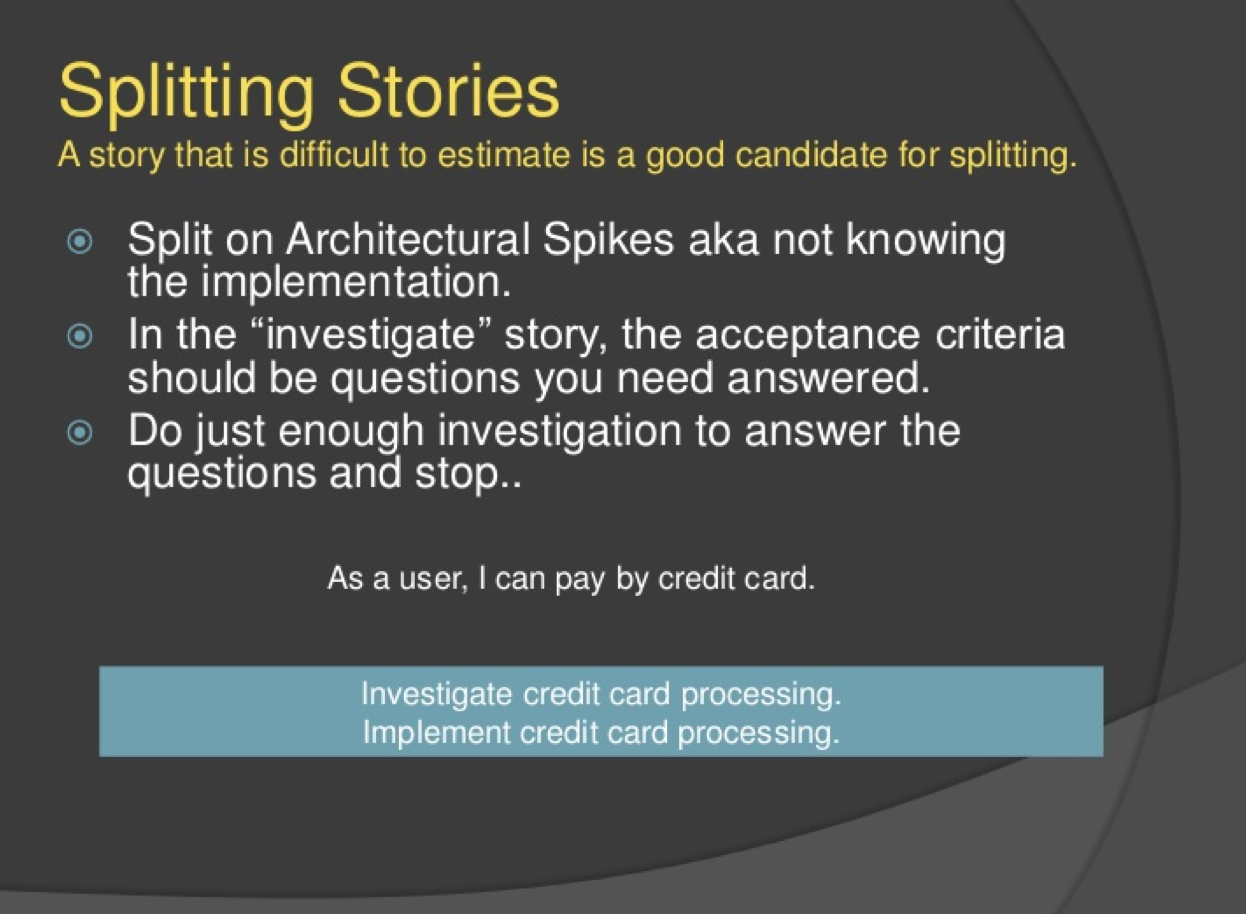 Splitting Stories
A story that is difficult to estimate is a good candidate for splitting.
Split on Architectural Spikes aka not knowing
the implementation.
In the “investigate” story, the acceptance criteria
should be questions you need answered.
Do just enough investigation to answer the
questions and stop..
As a user, I can pay by credit card.
Investigate credit card processing.
Implement credit card processing.